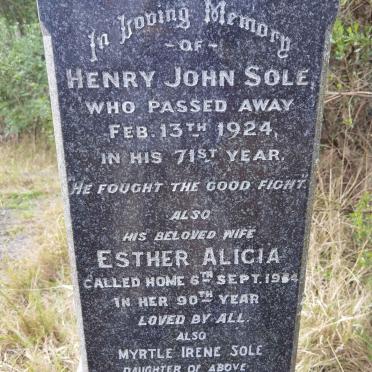 In Loving Memory
- OF -
HENRY JOHN SOLE,
WHO PASSED AWAY
FEB. 13TH 1924,
IN HIS 71ST YEAR.
"HE FOUGHT THE GOOD FIGHT."
ALSO
HIS BELOVED WIFE
ESTHER ALICIA
CALLED HOME 6TH SEPT.
IN HER 90TH YEAR
LOVED BY ALL.
ALSO
MYRTLE IRENE SOLE
DAUGHTER OF ABOVE